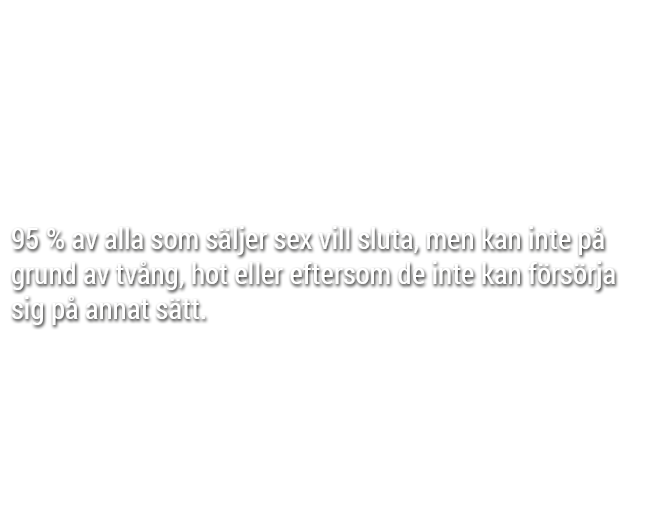 95 % av alla som säljer sex vill sluta, men kan inte på
grund av tvång, hot eller eftersom de inte kan försörja
sig på annat sätt.